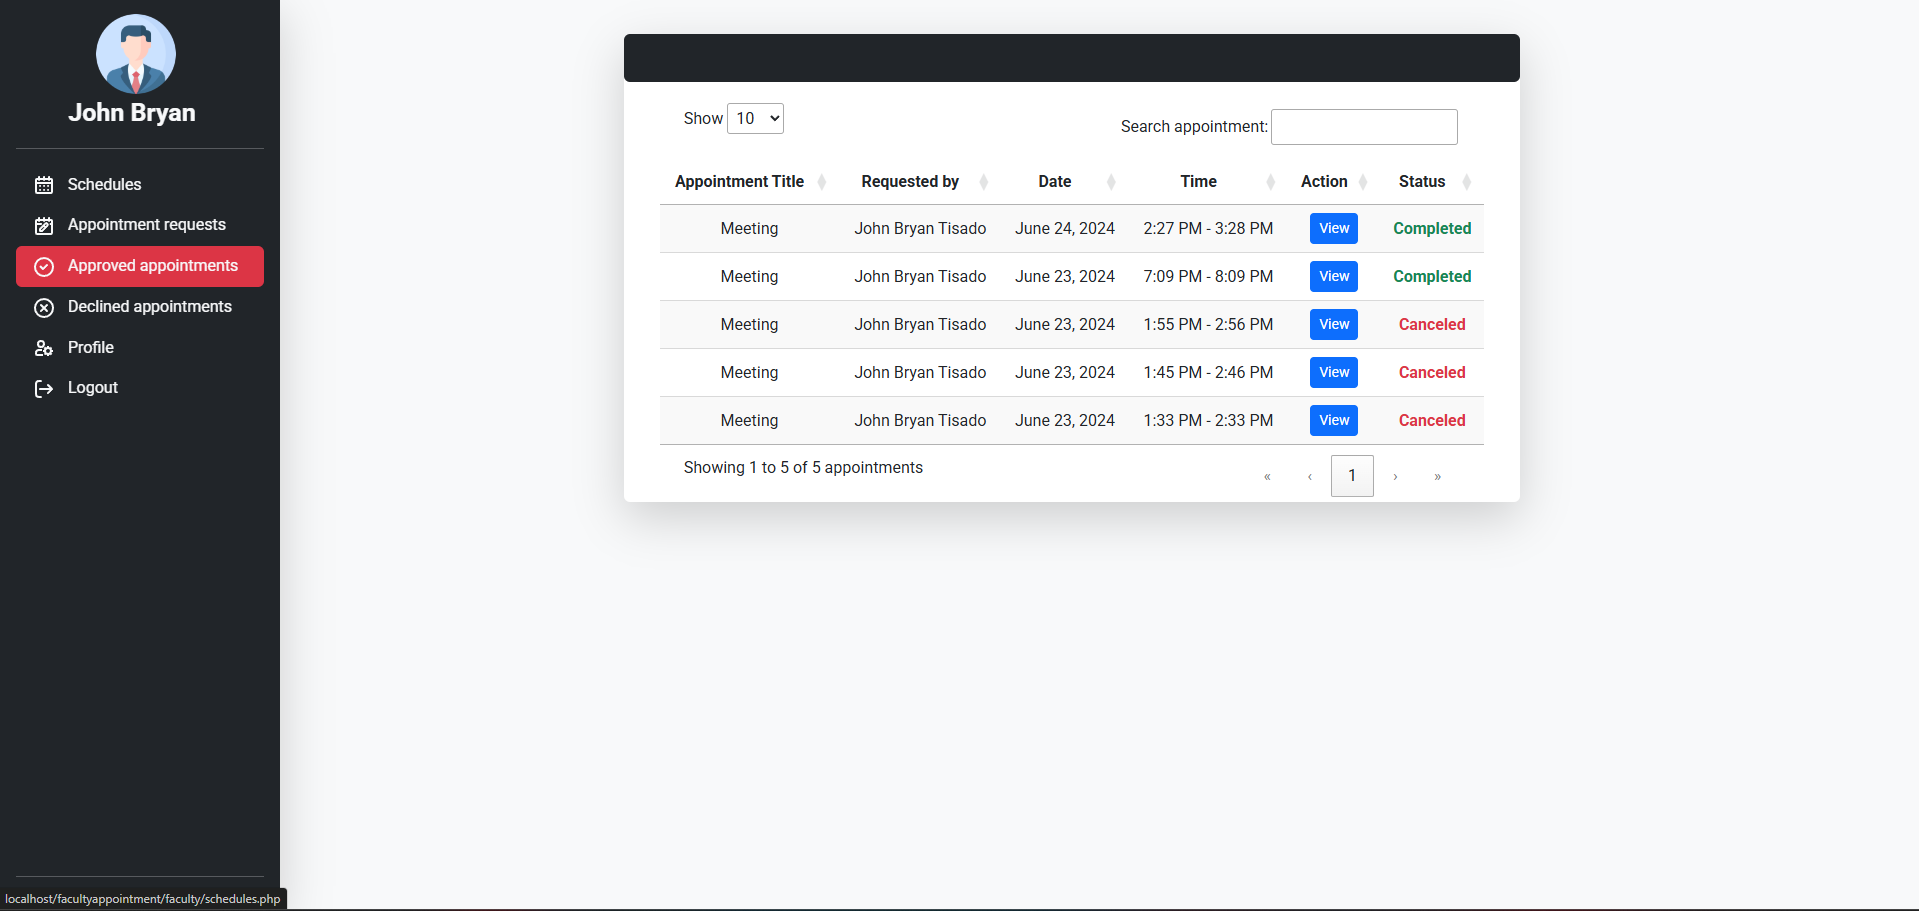 John Bryan
Schedules
Appointment requests
Approved appointments
Declined appointments
Profile
Logout
localhost/facultyappointment/faculty/schedules.php
Show 10
Search appointment:
Appointment Title Requested by Date Time Action Status
Meeting John Bryan Tisado June 24, 2024 2:27 PM - 3:28 PM View Completed
Meeting John Bryan Tisado June 23, 2024 7:09 PM - 8:09 PM View Completed
Meeting John Bryan Tisado June 23, 2024 1:55 PM - 2:56 PM View Canceled
Meeting John Bryan Tisado June 23, 2024 1:45 PM - 2:46 PM View Canceled
Meeting John Bryan Tisado June 23, 2024 1:33 PM - 2:33 PM View Canceled
Showing 1 to 5 of 5 appointments
« ‹ 1 › »